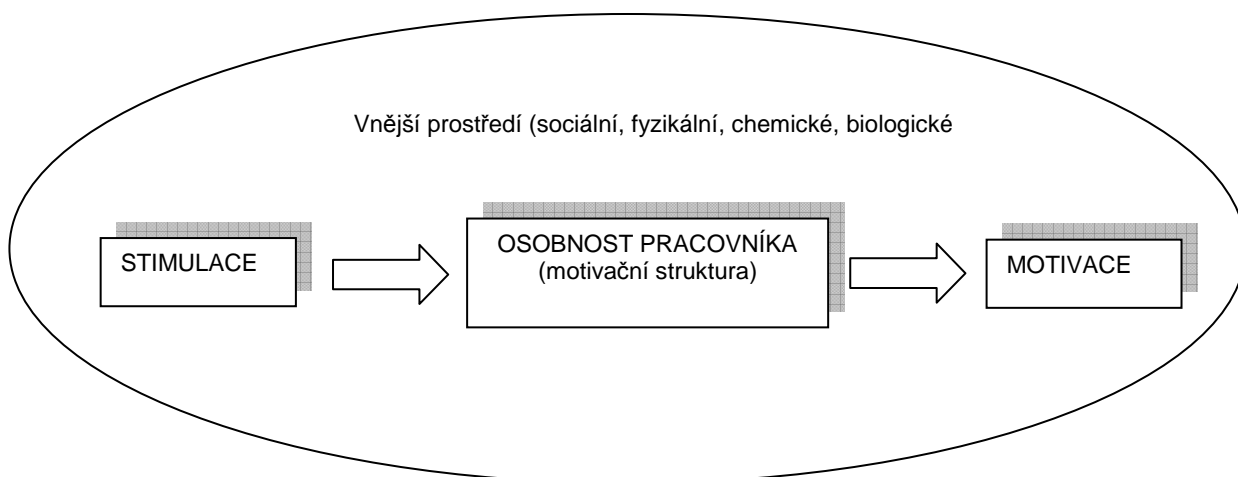 Vnější prostředí (sociální, fyzikální, chemické, biologické
STIMULACE
OSOBNOST PRACOVNÍKA
(motivační struktura)
MOTIVACE